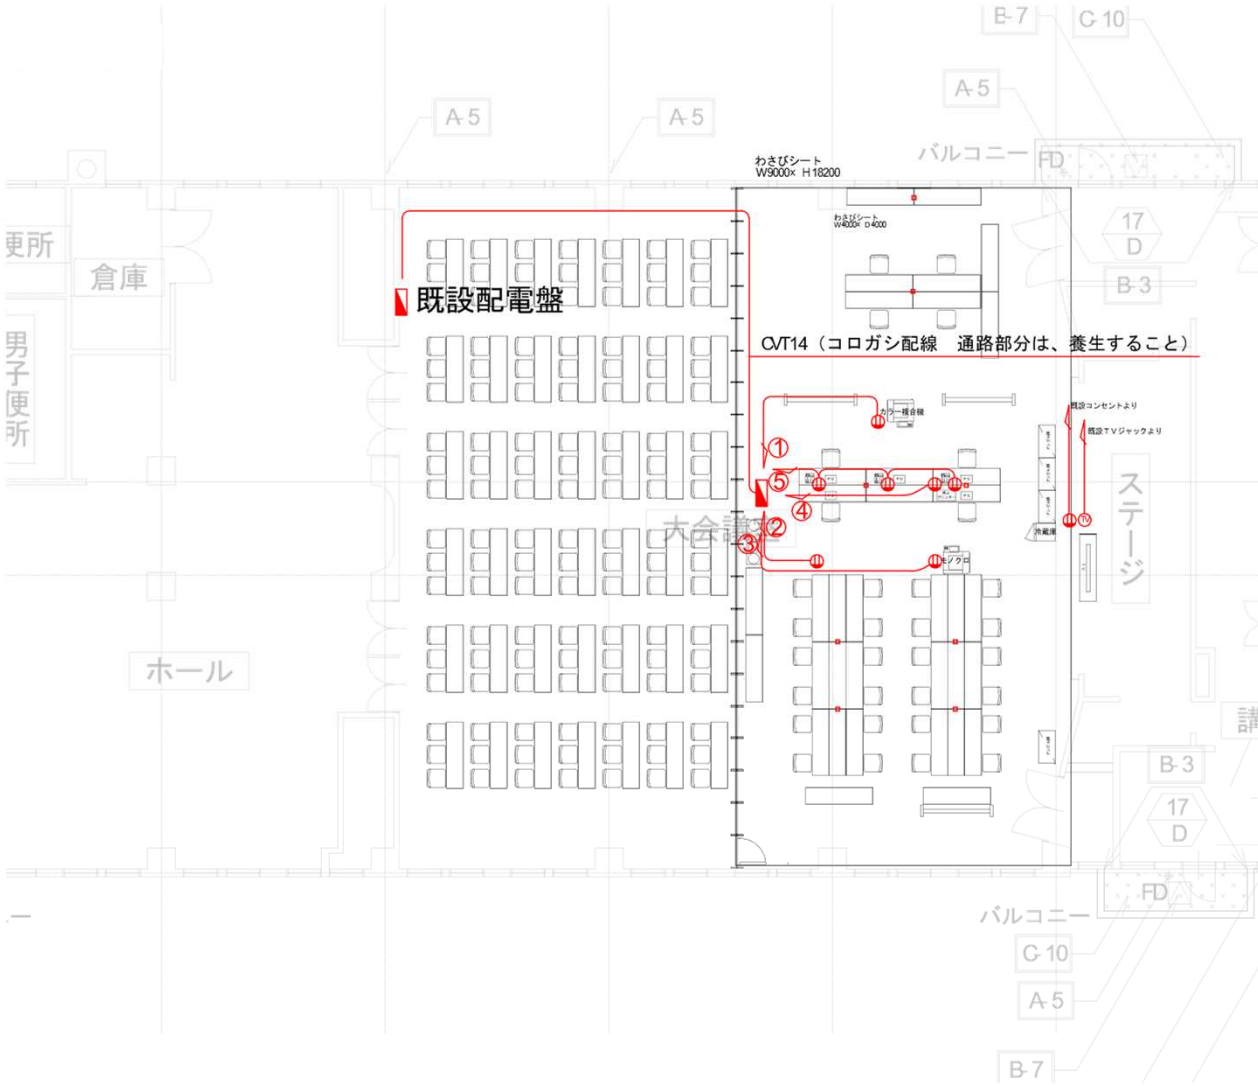 B-7
C-10
A-5
A-5
A-5
バルコニー
FD
わさびシート
W9000× H18200
わさびシート
W4000× D4000
17
D
B-3
便所
倉庫
既設配電盤
男子便所
CVT14（コロガシ配線　通路部分は、養生すること）
カラー複合機
既設コンセントより
既設TVジャックより
①
⑤
④
②
③
大会議室
冷蔵庫
TV
モノクロ
ステージ
ホール
講
B-3
17
D
FD
バルコニー
C-10
A-5
B-7
ー